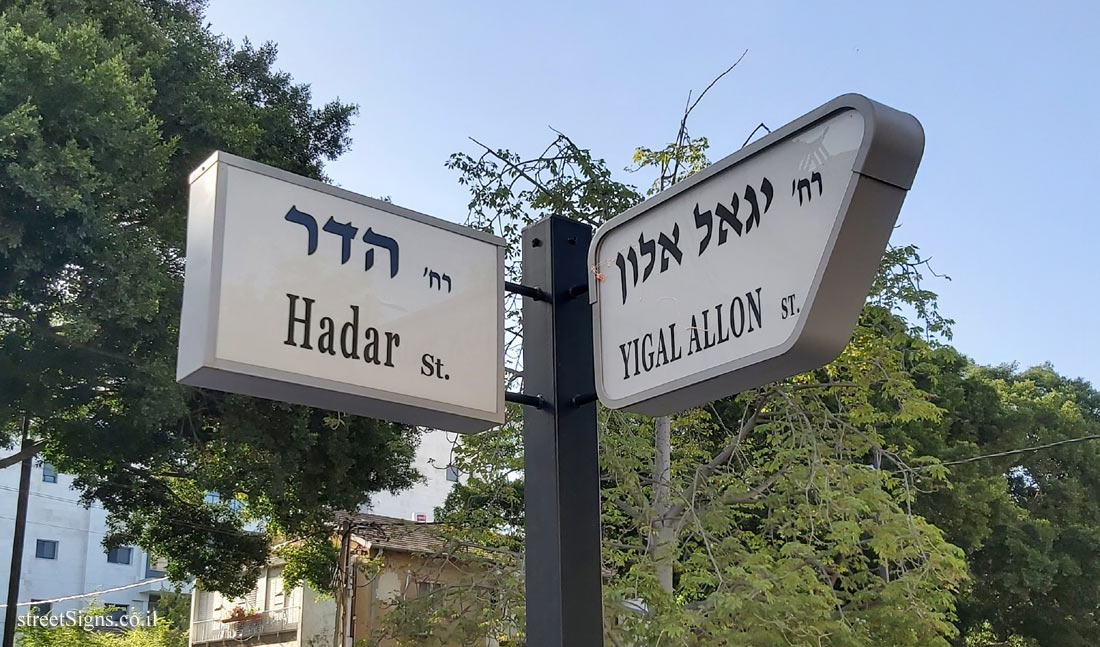 רח' הדר
Hadar St.
רח' יגאל אלון
YIGAL ALLON ST.
streetSigns.co.il